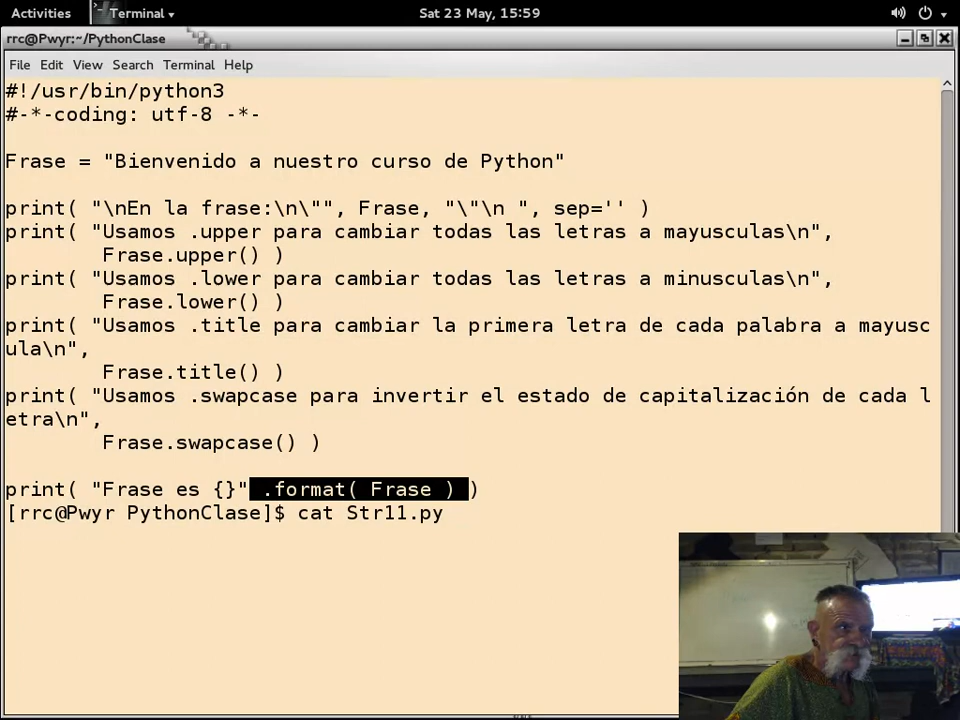 Activities Terminal Sat 23 May, 15:59
rrc@Pwyr:~/PythonClase
File Edit View Search Terminal Help
#!/usr/bin/python3
#-*-coding: utf-8 -*-
Frase = "Bienvenido a nuestro curso de Python"
print( "\nEn la frase:\n\"", Frase, "\"\n ", sep='' )
print( "Usamos .upper para cambiar todas las letras a mayusculas\n",
Frase.upper() )
print( "Usamos .lower para cambiar todas las letras a minusculas\n",
Frase.lower() )
print( "Usamos .title para cambiar la primera letra de cada palabra a mayusc
ula\n",
Frase.title() )
print( "Usamos .swapcase para invertir el estado de capitalización de cada l
etra\n",
Frase.swapcase() )
print( "Frase es {}" .format( Frase ) )
[rrc@Pwyr PythonClase]$ cat Str11.py